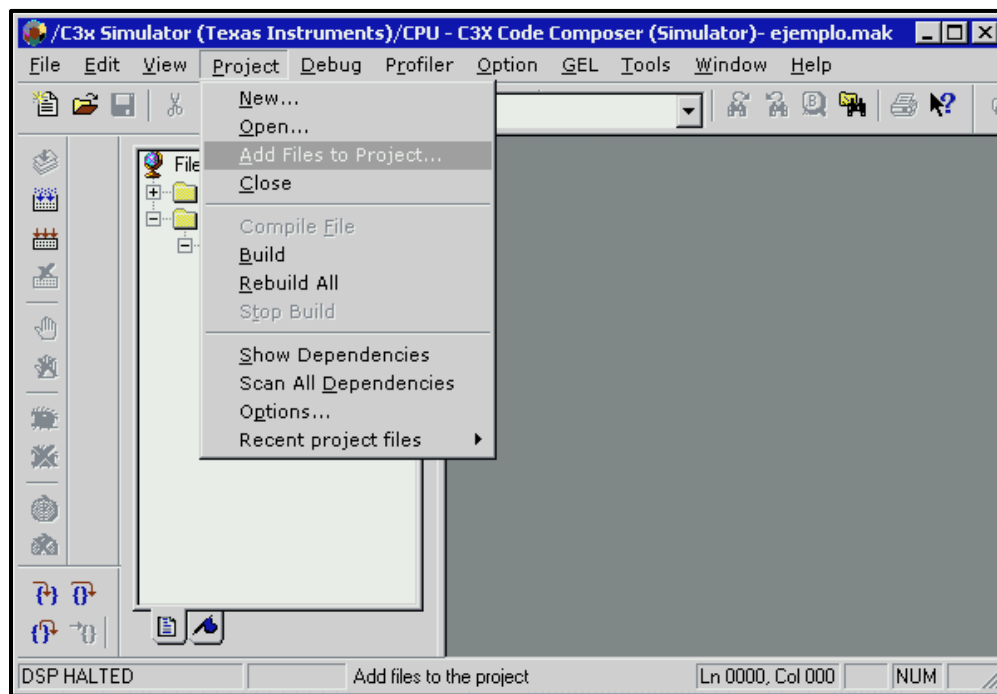 /C3x Simulator (Texas Instruments)/CPU - C3X Code Composer (Simulator)- ejemplo.mak
File Edit View Project Debug Profiler Option GEL Tools Window Help
New...
Open...
Add Files to Project...
File
Close
Compile File
Build
Rebuild All
Stop Build
Show Dependencies
Scan All Dependencies
Options...
Recent project files
DSP HALTED Add files to the project Ln 0000, Col 000 NUM